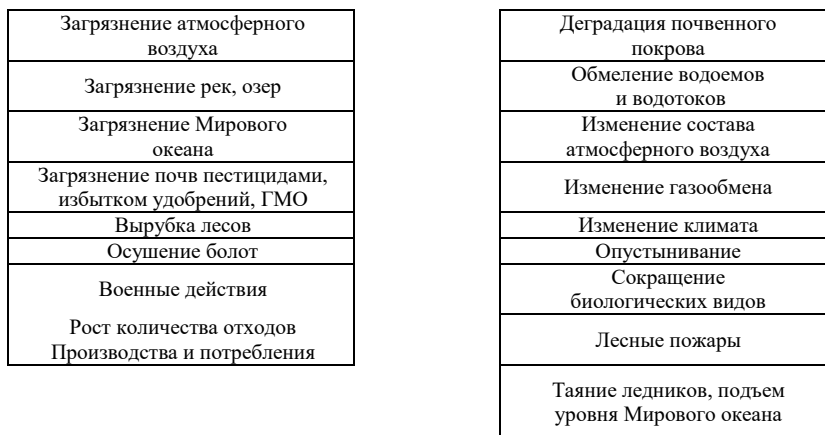 Загрязнение атмосферного
воздуха
Загрязнение рек, озер
Загрязнение Мирового
океана
Загрязнение почв пестицидами,
избытком удобрений, ГМО
Вырубка лесов
Осушение болот
Военные действия
Рост количества отходов
Производства и потребления
Деградация почвенного
покрова
Обмеление водоемов
и водотоков
Изменение состава
атмосферного воздуха
Изменение газообмена
Изменение климата
Опустынивание
Сокращение
биологических видов
Лесные пожары
Таяние ледников, подъем
уровня Мирового океана